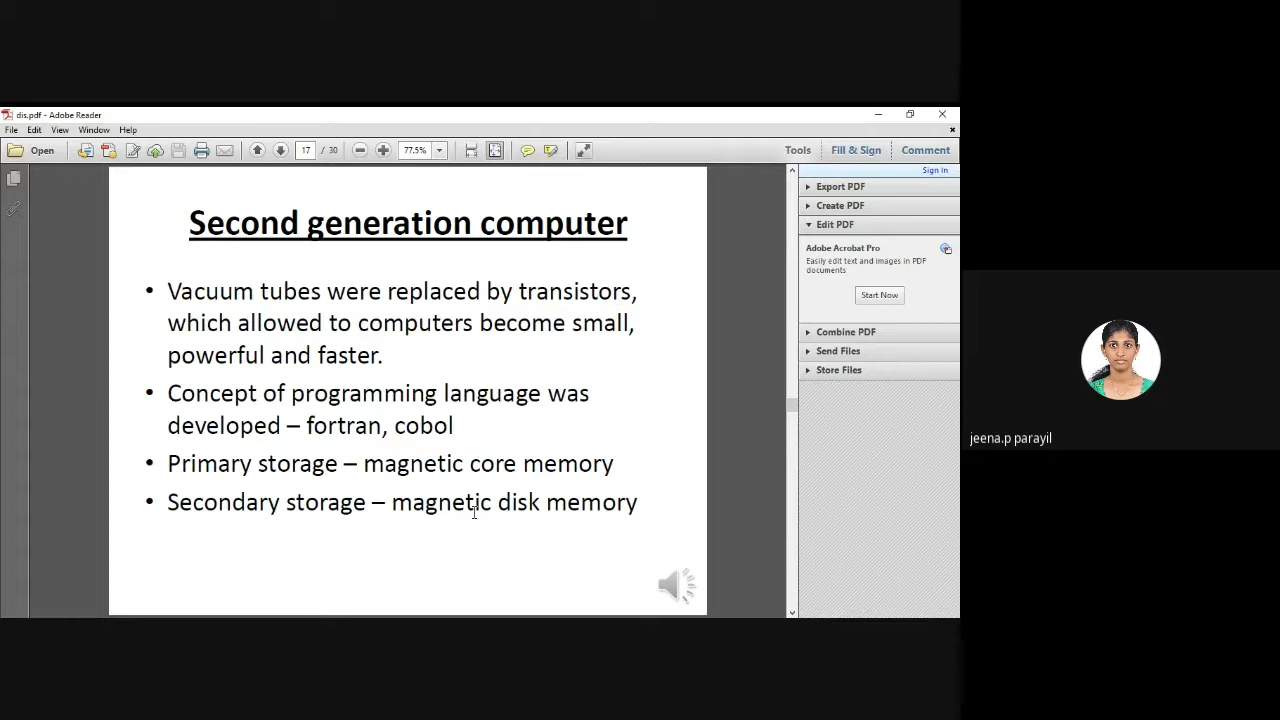 dis.pdf - Adobe Reader
File Edit View Window Help
Open 17 / 30 77.5% Tools Fill & Sign Comment
Sign In
Export PDF
Create PDF
Edit PDF
Adobe Acrobat Pro
Easily edit text and images in PDF
documents
Start Now
Combine PDF
Send Files
Store Files
Second generation computer
• Vacuum tubes were replaced by transistors,
which allowed to computers become small,
powerful and faster.
• Concept of programming language was
developed – fortran, cobol
• Primary storage – magnetic core memory
• Secondary storage – magnetic disk memory
jeena.p parayil